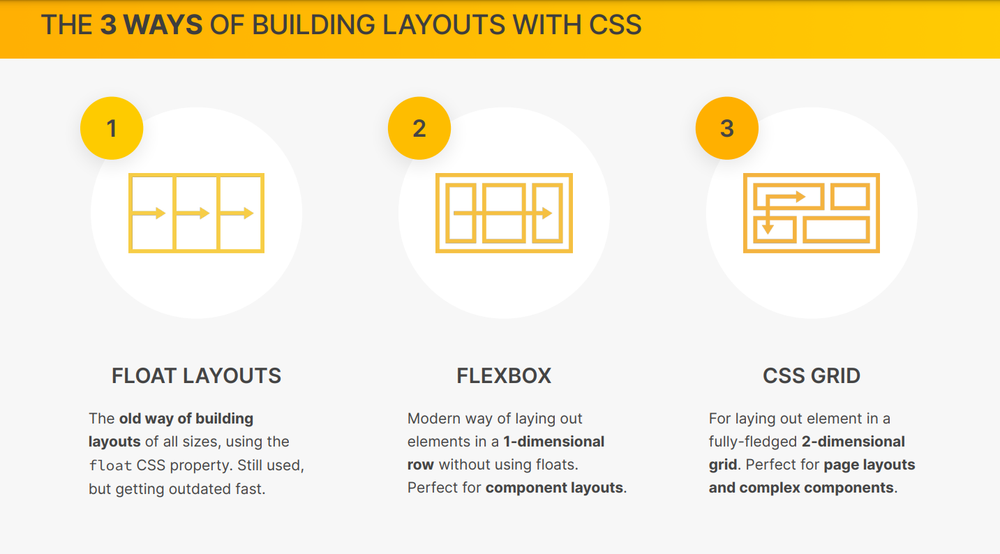 THE 3 WAYS OF BUILDING LAYOUTS WITH CSS
1
2
3
FLOAT LAYOUTS
The old way of building
layouts of all sizes, using the
float CSS property. Still used,
but getting outdated fast.
FLEXBOX
Modern way of laying out
elements in a 1-dimensional
row without using floats.
Perfect for component layouts.
CSS GRID
For laying out element in a
fully-fledged 2-dimensional
grid. Perfect for page layouts
and complex components.